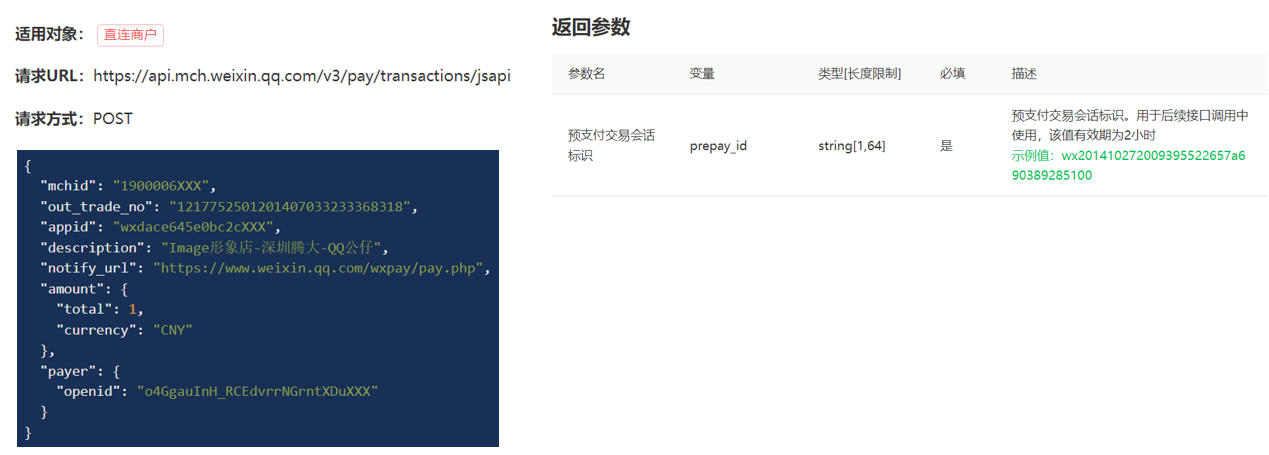 适用对象： 直连商户
请求URL：https://api.mch.weixin.qq.com/v3/pay/transactions/jsapi
请求方式：POST
{
"mchid": "1900006XXX",
"out_trade_no": "1217752501201407033233368318",
"appid": "wxdace645e0bc2cXXX",
"description": "Image形象店-深圳腾大-QQ公仔",
"notify_url": "https://www.weixin.qq.com/wxpay/pay.php",
"amount": {
"total": 1,
"currency": "CNY"
},
"payer": {
"openid": "o4GgauInH_RCEdvrrNGrntXDuXXX"
}
}
返回参数
参数名 变量 类型[长度限制] 必填 描述
预支付交易会话
标识
prepay_id
string[1,64]
是
预支付交易会话标识。用于后续接口调用中
使用，该值有效期为2小时
示例值：wx201410272009395522657a6
90389285100